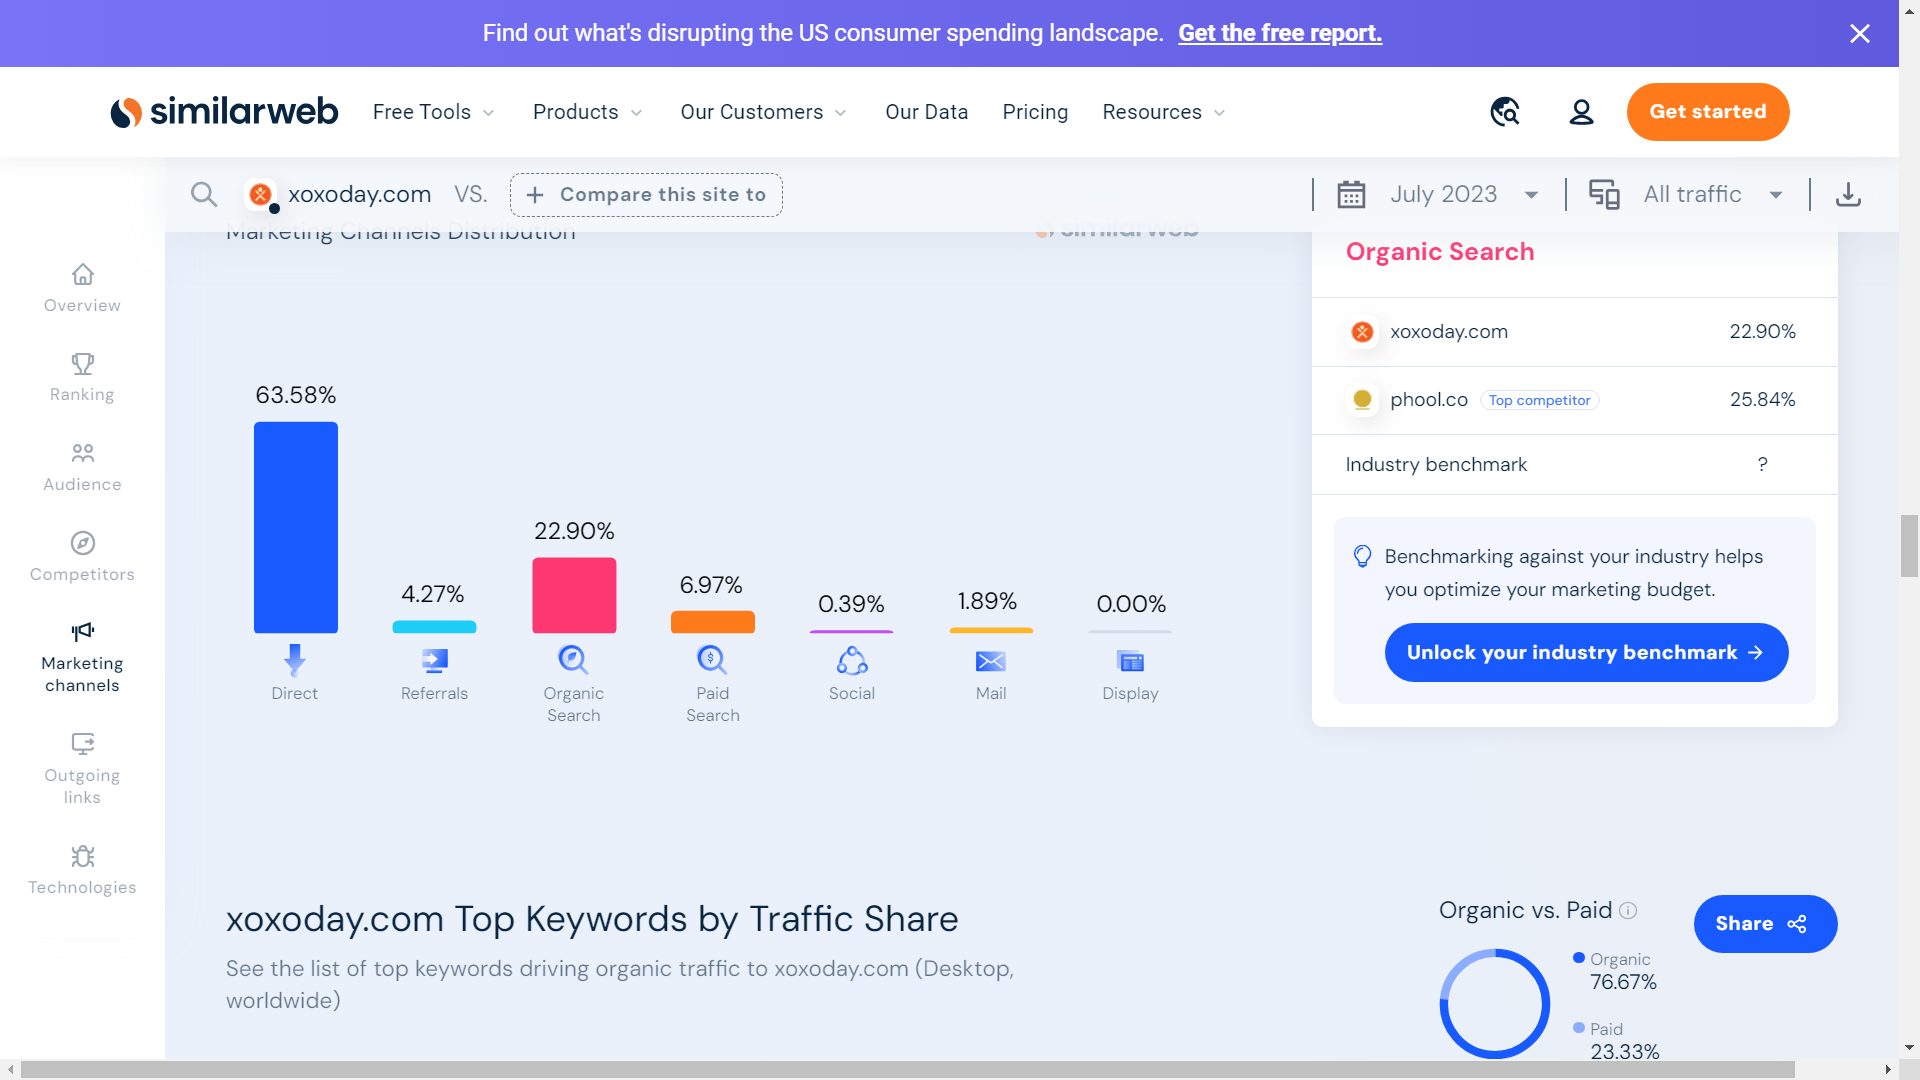 Find out what's disrupting the US consumer spending landscape. Get the free report.
similarweb
Free Tools
Products
Our Customers
Our Data
Pricing
Resources
Get started
xoxoday.com VS.
Compare this site to
July 2023
All traffic
Marketing Channels Distribution
similarweb
Overview
Ranking
Audience
Competitors
Marketing
channels
Outgoing
links
Technologies
63.58%
4.27%
22.90%
6.97%
0.39%
1.89%
0.00%
Direct
Referrals
Organic
Search
Paid
Search
Social
Mail
Display
Organic Search
xoxoday.com 22.90%
phool.co Top competitor 25.84%
Industry benchmark ?
Benchmarking against your industry helps
you optimize your marketing budget.
Unlock your industry benchmark
xoxoday.com Top Keywords by Traffic Share
See the list of top keywords driving organic traffic to xoxoday.com (Desktop,
worldwide)
Organic vs. Paid
Share
Organic
76.67%
Paid
23.33%